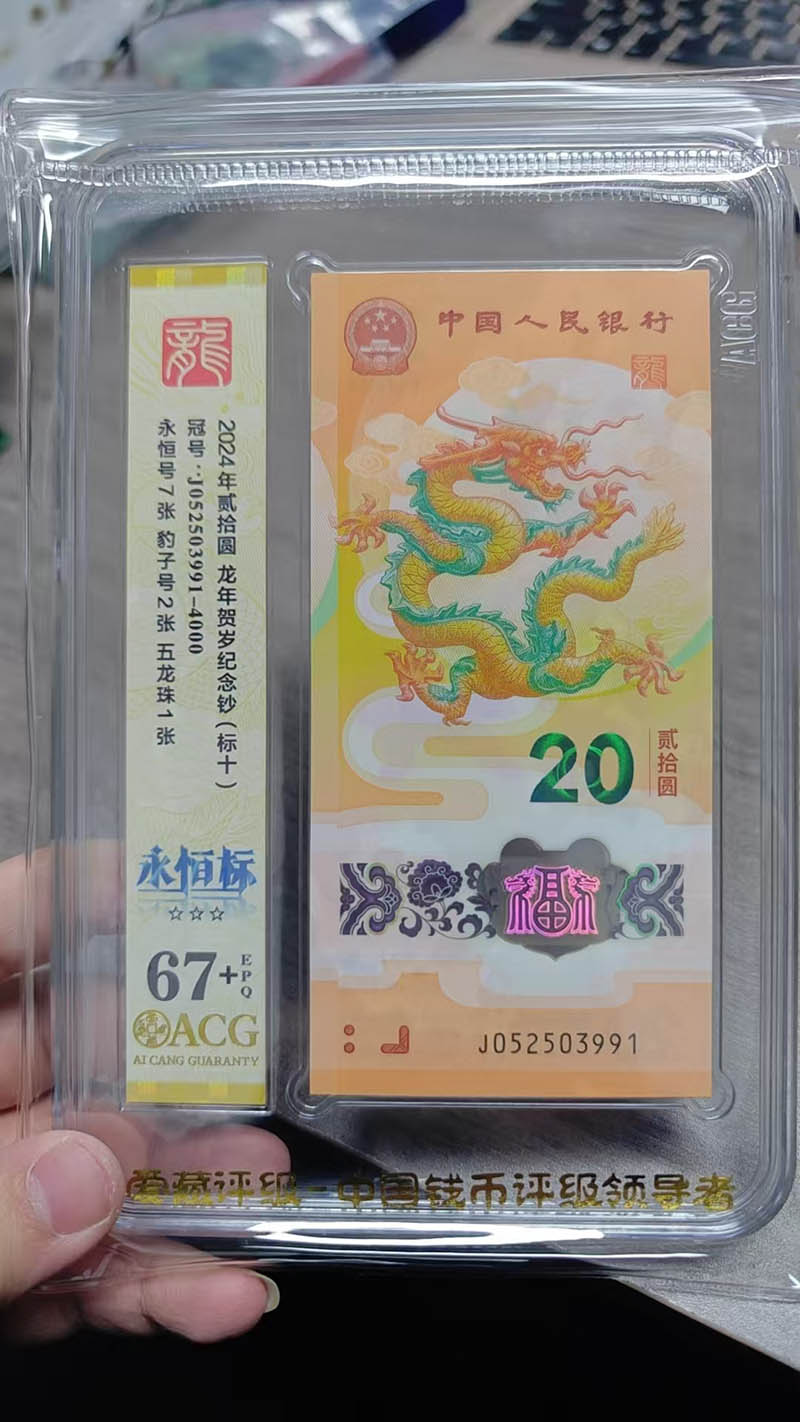 龍
2024年贰拾圆 龙年贺岁纪念钞(标十)
冠号:J052503991-4000
永恒号7张 豹子号2张 五龙珠1张
永恒标
☆☆☆
67+EPQ
ACG
AI CANG GUARANTY
中国人民银行
龍
20
贰拾圆
福
J052503991
ACG
爱藏评级-中国钱币评级领导者